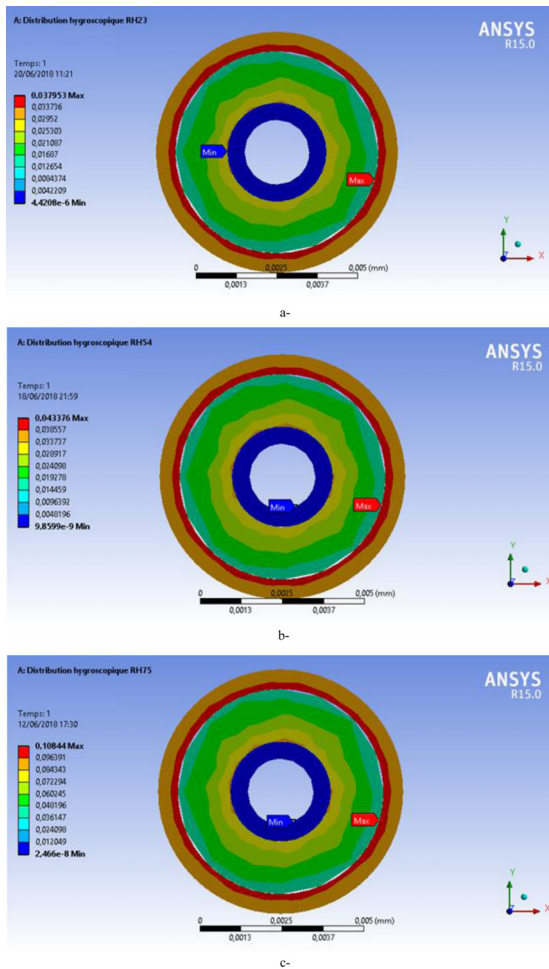 A: Distribution hygroscopique RH23
ANSYS
R15.0
Temps: 1
20/06/2018 11:21
0,037953 Max
0,033736
0,02952
0,025303
0,021087
0,01687
0,012654
0,0084374
0,0042209
4,4208e-6 Min
Min
Max
Y
X
0
0,0025
0,005 (mm)
0,0013
0,0037
a-
A: Distribution hygroscopique RH54
ANSYS
R15.0
Temps: 1
18/06/2018 21:59
0,043376 Max
0,038557
0,033737
0,028917
0,024098
0,019278
0,014459
0,0096392
0,0048196
9,8599e-9 Min
Min
Max
Y
X
0
0,0025
0,005 (mm)
0,0013
0,0037
b-
A: Distribution hygroscopique RH75
ANSYS
R15.0
Temps: 1
12/06/2018 17:30
0,10844 Max
0,096391
0,084343
0,072294
0,060245
0,048196
0,036147
0,024098
0,012049
2,466e-8 Min
Min
Max
Y
X
0
0,0025
0,005 (mm)
0,0013
0,0037
c-